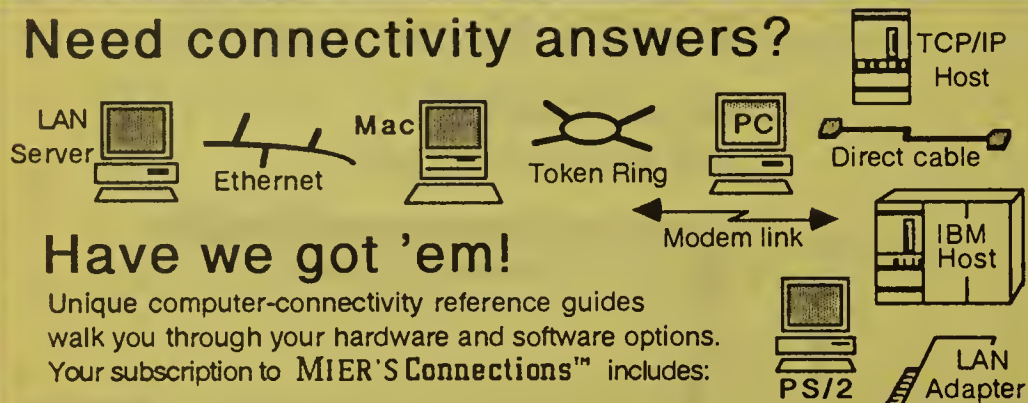 Need connectivity answers?
TCP/IP
Host
LAN
Server
Ethernet
Mac
Token Ring
PC
Direct cable
Modem link
IBM
Host
Have we got 'em!
Unique computer-connectivity reference guides
walk you through your hardware and software options.
Your subscription to MIER'S Connections™ includes:
PS/2
LAN
Adapter